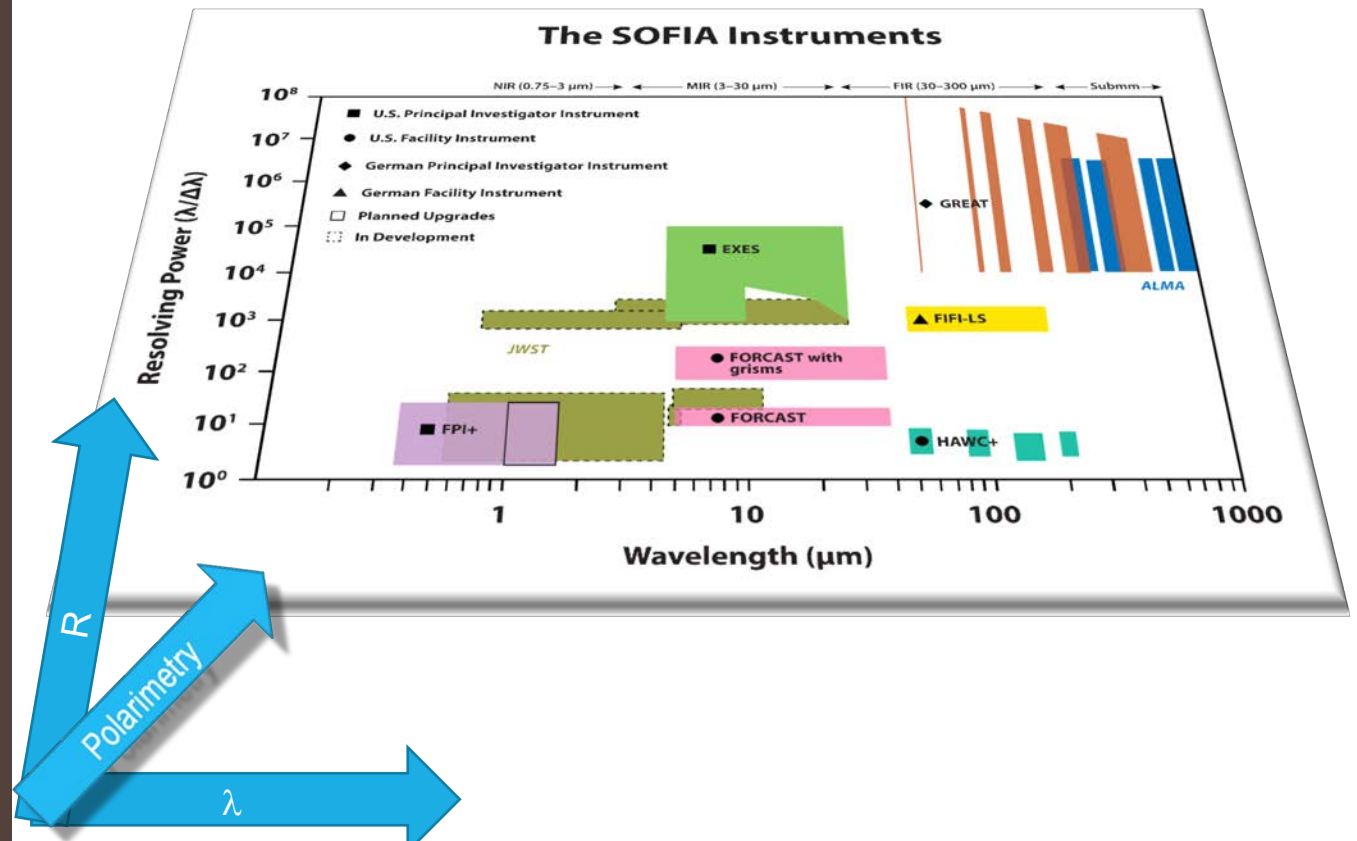 The SOFIA Instruments
NIR (0.75–3 μm)
MIR (3–30 μm)
FIR (30–300 μm)
Submm
Resolving Power (λ/Δλ)
10⁸
10⁷
10⁶
10⁵
10⁴
10³
10²
10¹
10⁰
U.S. Principal Investigator Instrument
U.S. Facility Instrument
German Principal Investigator Instrument
German Facility Instrument
Planned Upgrades
In Development
GREAT
EXES
ALMA
FIFI-LS
JWST
FORCAST with
grisms
FORCAST
FPI+
HAWC+
1
10
100
1000
Wavelength (μm)
R
Polarimetry
λ